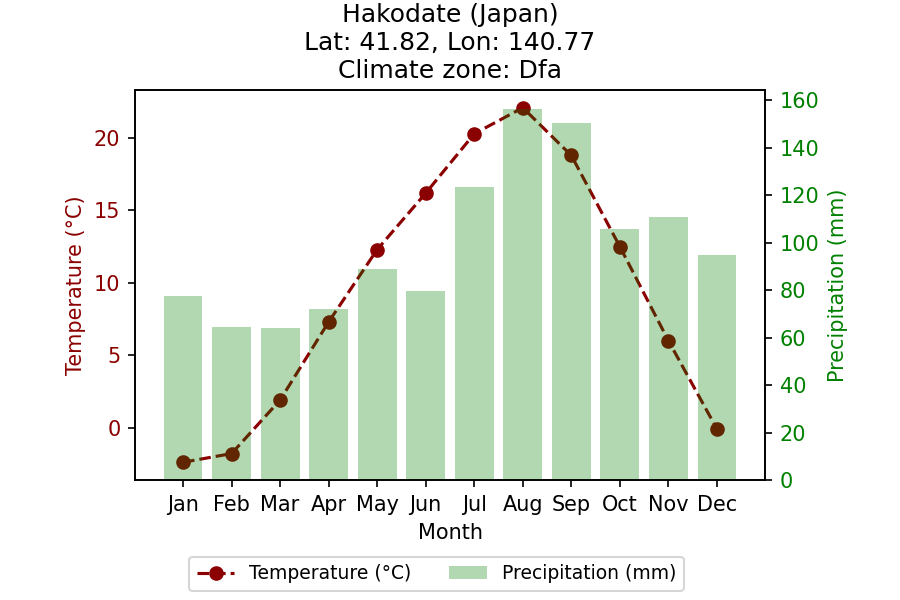 Hakodate (Japan)
Lat: 41.82, Lon: 140.77
Climate zone: Dfa
Temperature (°C)
20
15
10
5
0
Precipitation (mm)
160
140
120
100
80
60
40
20
0
Jan Feb Mar Apr May Jun Jul Aug Sep Oct Nov Dec
Month
Temperature (°C) Precipitation (mm)